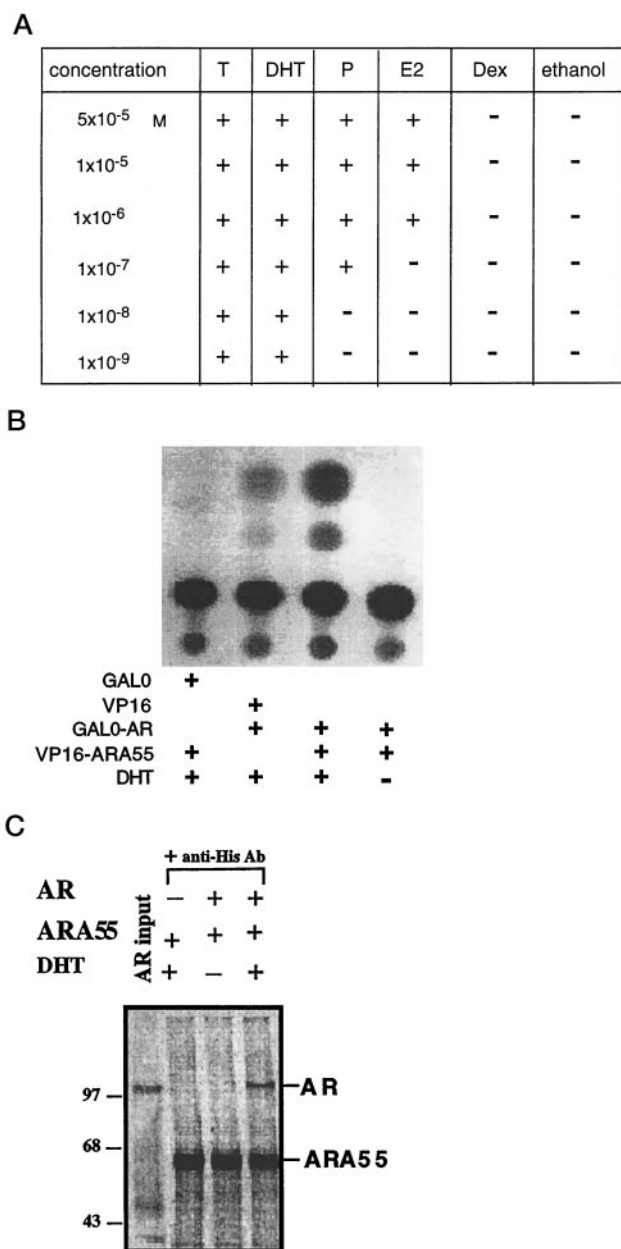 A
concentration T DHT P E2 Dex ethanol
5x10-5 M + + + + - -
1x10-5 + + + + - -
1x10-6 + + + + - -
1x10-7 + + + - - -
1x10-8 + + - - - -
1x10-9 + + - - - -
B
GAL0 +
VP16 +
GAL0-AR + + +
VP16-ARA55 + + +
DHT + + + -
C
+ anti-His Ab
AR input
AR – + +
ARA55 + + +
DHT + – +
97
AR
68
ARA55
43